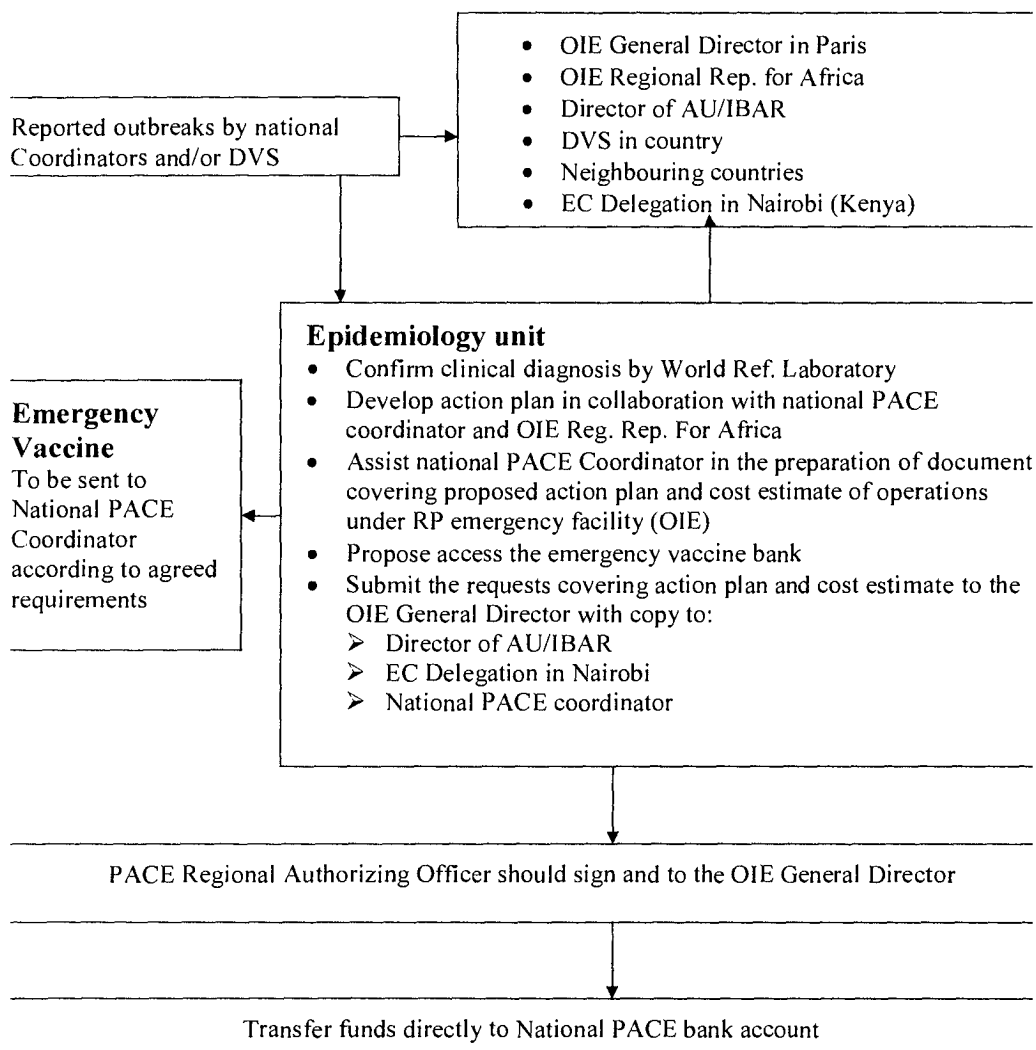 • OIE General Director in Paris
• OIE Regional Rep. for Africa
• Director of AU/IBAR
• DVS in country
• Neighbouring countries
• EC Delegation in Nairobi (Kenya)
Reported outbreaks by national
Coordinators and/or DVS
Epidemiology unit
• Confirm clinical diagnosis by World Ref. Laboratory
• Develop action plan in collaboration with national PACE
coordinator and OIE Reg. Rep. For Africa
• Assist national PACE Coordinator in the preparation of document
covering proposed action plan and cost estimate of operations
under RP emergency facility (OIE)
• Propose access the emergency vaccine bank
• Submit the requests covering action plan and cost estimate to the
OIE General Director with copy to:
➢ Director of AU/IBAR
➢ EC Delegation in Nairobi
➢ National PACE coordinator
Emergency
Vaccine
To be sent to
National PACE
Coordinator
according to agreed
requirements
PACE Regional Authorizing Officer should sign and to the OIE General Director
Transfer funds directly to National PACE bank account